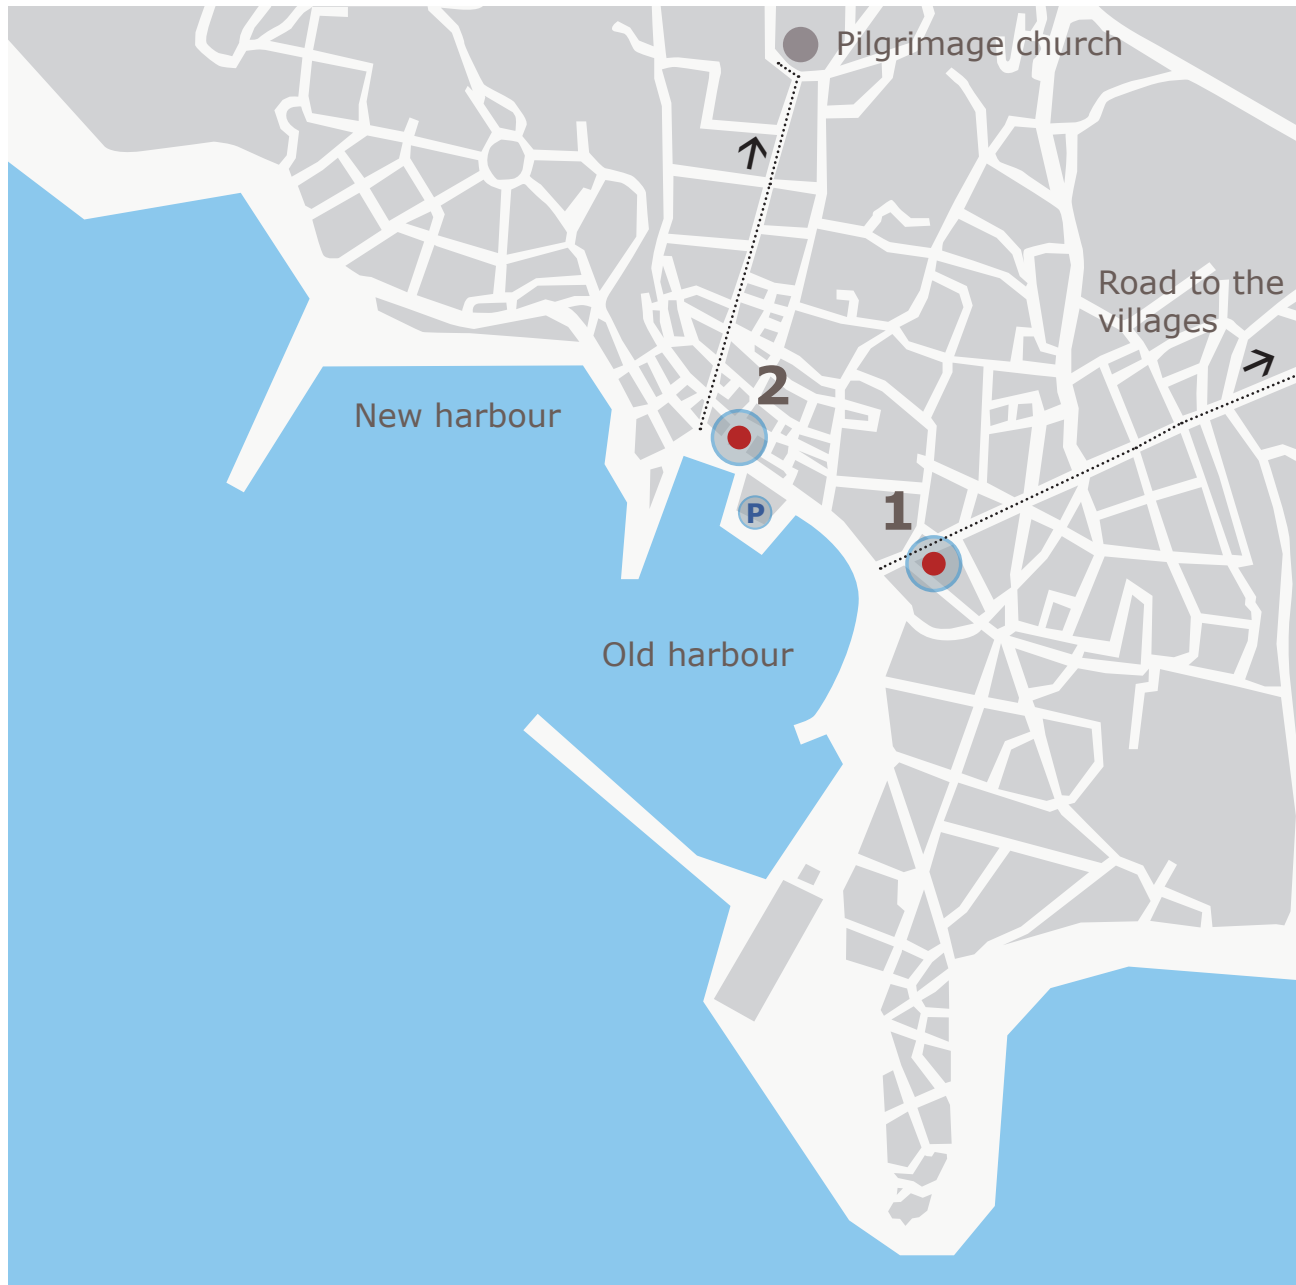 Pilgrimage church
Road to the
villages
2
New harbour
1
P
Old harbour